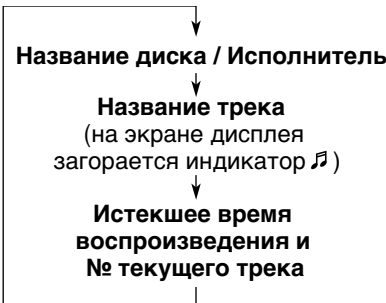 Название диска / Исполнитель
Название трека
(на экране дисплея
загорается индикатор ♫)
Истекшее время
воспроизведения и
№ текущего трека